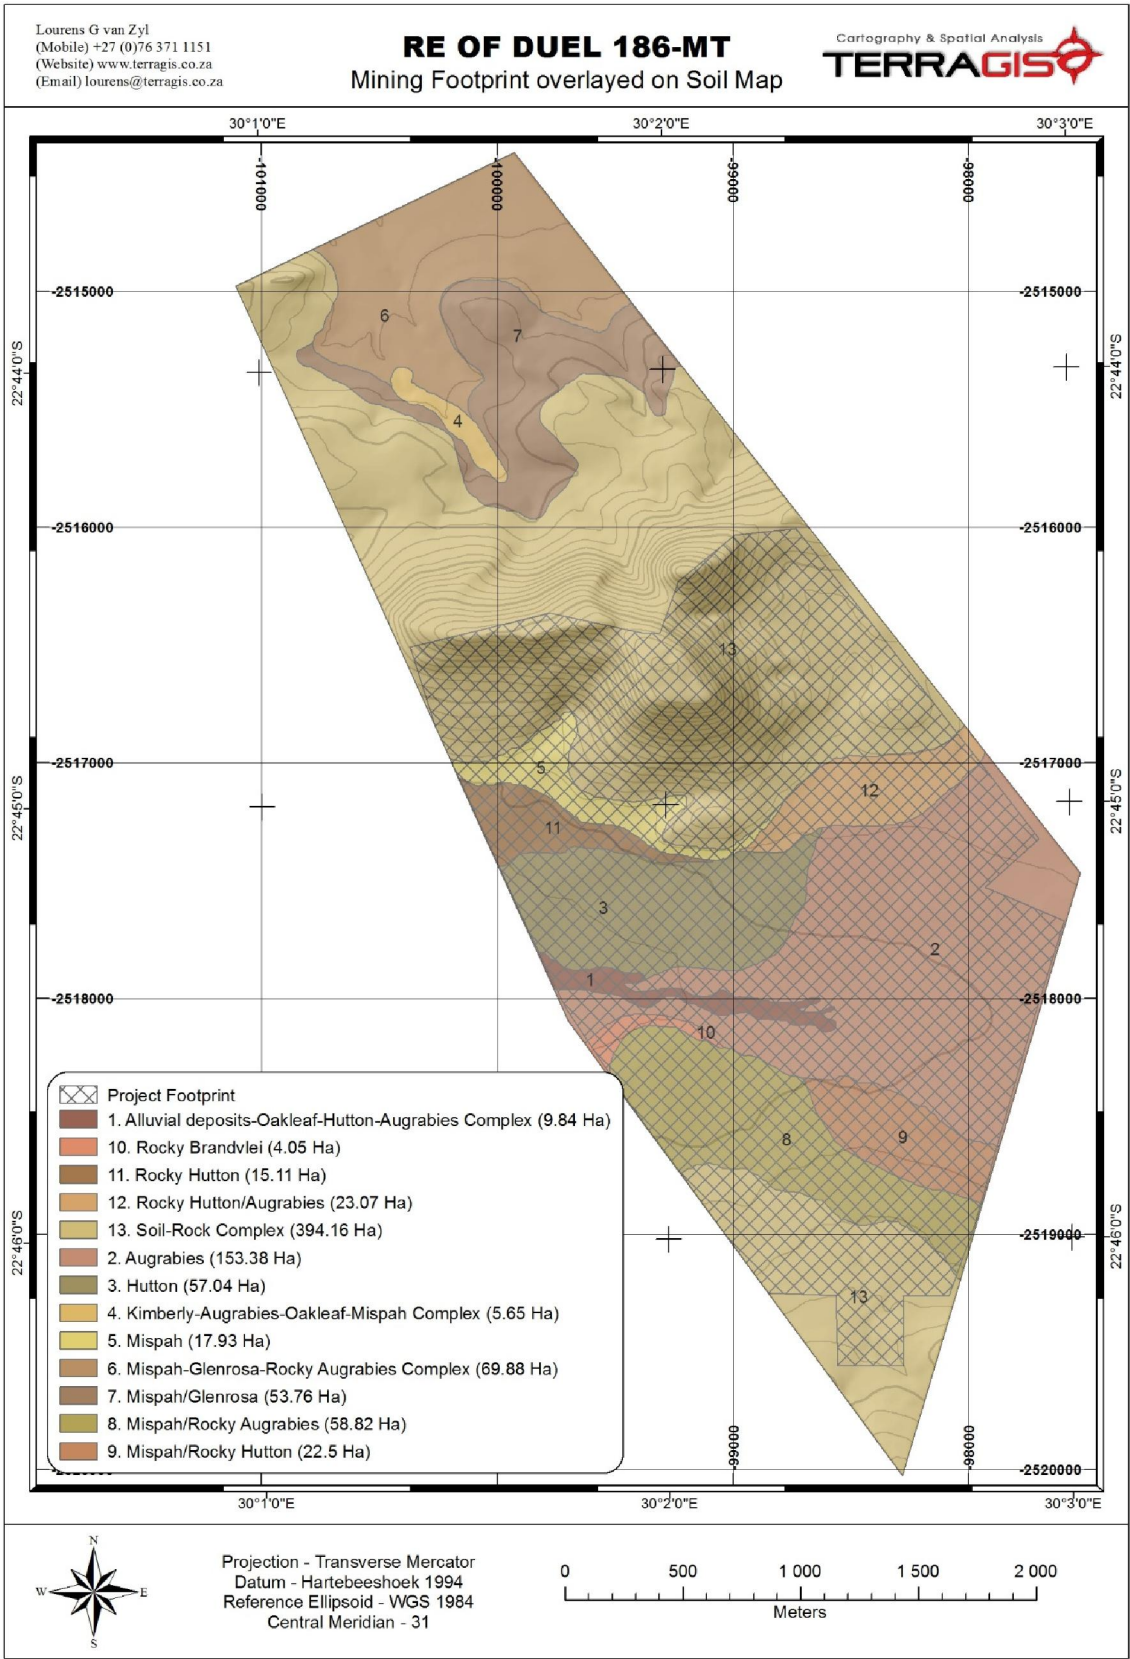 Lourens G van Zyl
(Mobile) +27 (0)76 371 1151
(Website) www.terragis.co.za
(Email) lourens@terragis.co.za
RE OF DUEL 186-MT
Mining Footprint overlayed on Soil Map
Cartography & Spatial Analysis
TERRAGIS
30°1'0"E 30°2'0"E 30°3'0"E
-101000 -100000 -99000 -98000
-2515000 -2515000
6
7
22°44'0"S 22°44'0"S
4
-2516000 -2516000
13
-2517000 -2517000
5
12
22°45'0"S 22°45'0"S
11
3
2
1
-2518000 -2518000
10
8
9
22°46'0"S 22°46'0"S
-2519000
13
-99000 -98000
-2520000
Project Footprint
1. Alluvial deposits-Oakleaf-Hutton-Augrabies Complex (9.84 Ha)
10. Rocky Brandvlei (4.05 Ha)
11. Rocky Hutton (15.11 Ha)
12. Rocky Hutton/Augrabies (23.07 Ha)
13. Soil-Rock Complex (394.16 Ha)
2. Augrabies (153.38 Ha)
3. Hutton (57.04 Ha)
4. Kimberly-Augrabies-Oakleaf-Mispah Complex (5.65 Ha)
5. Mispah (17.93 Ha)
6. Mispah-Glenrosa-Rocky Augrabies Complex (69.88 Ha)
7. Mispah/Glenrosa (53.76 Ha)
8. Mispah/Rocky Augrabies (58.82 Ha)
9. Mispah/Rocky Hutton (22.5 Ha)
30°1'0"E 30°2'0"E 30°3'0"E
N
W E
S
Projection - Transverse Mercator
Datum - Hartebeeshoek 1994
Reference Ellipsoid - WGS 1984
Central Meridian - 31
0 500 1 000 1 500 2 000
Meters